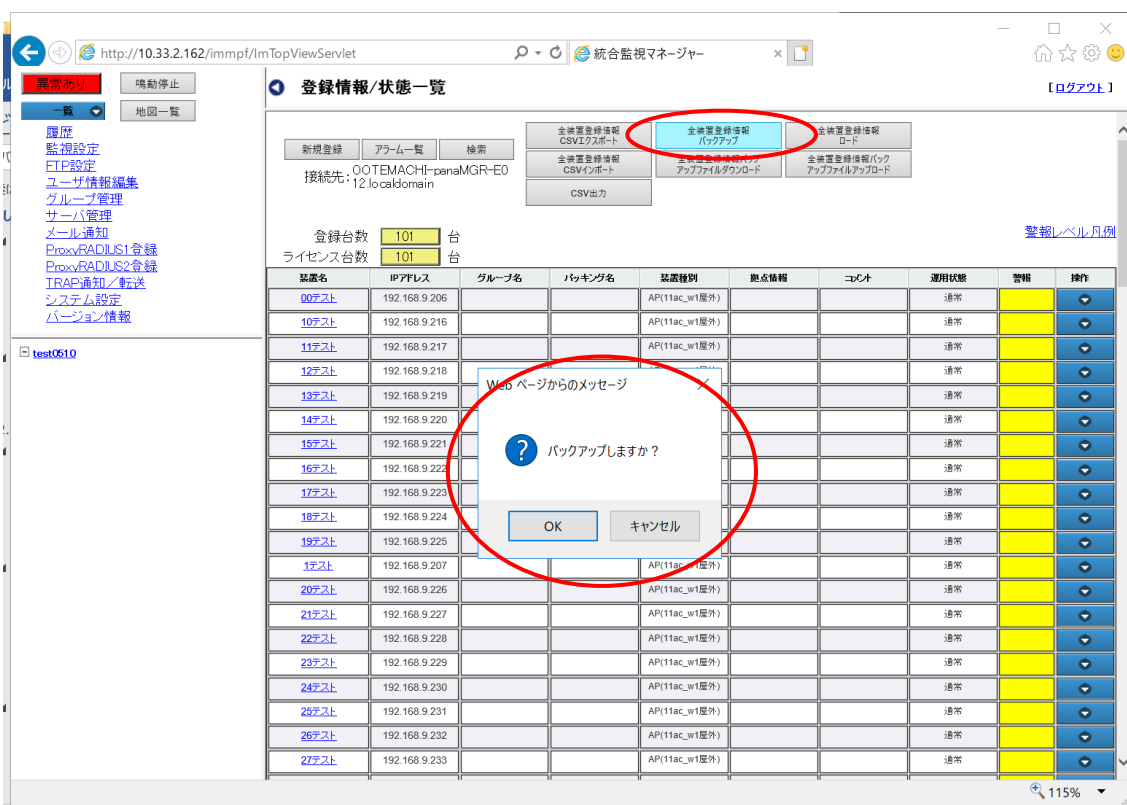 http://10.33.2.162/immpf/ImTopViewServlet
統合監視マネージャー
異常あり
鳴動停止
一覧
地図一覧
履歴
監視設定
FTP設定
ユーザ情報編集
グループ管理
サーバ管理
メール通知
ProxyRADIUS1登録
ProxyRADIUS2登録
TRAP通知／転送
システム設定
バージョン情報
test0510
登録情報/状態一覧
[ログアウト]
新規登録 アラーム一覧 検索
接続先: OOTEMACHI-panaMGR-E0
12.localdomain
全装置登録情報
CSVエクスポート
全装置登録情報
バックアップ
全装置登録情報
ロード
全装置登録情報
CSVインポート
全装置登録情報バック
アップファイルダウンロード
全装置登録情報バック
アップファイルアップロード
CSV出力
登録台数 101 台
ライセンス台数 101 台
警報レベル凡例
装置名 IPアドレス グループ名 パッキング名 装置種別 拠点情報 コメント 運用状態 警報 操作
00テスト 192.168.9.206 AP(11ac_w1屋外) 通常
10テスト 192.168.9.216 AP(11ac_w1屋外) 通常
11テスト 192.168.9.217 AP(11ac_w1屋外) 通常
12テスト 192.168.9.218 通常
13テスト 192.168.9.219 通常
14テスト 192.168.9.220 通常
15テスト 192.168.9.221 通常
16テスト 192.168.9.222 通常
17テスト 192.168.9.223 通常
18テスト 192.168.9.224 通常
19テスト 192.168.9.225 通常
1テスト 192.168.9.207 AP(11ac_w1屋外) 通常
20テスト 192.168.9.226 AP(11ac_w1屋外) 通常
21テスト 192.168.9.227 AP(11ac_w1屋外) 通常
22テスト 192.168.9.228 AP(11ac_w1屋外) 通常
23テスト 192.168.9.229 AP(11ac_w1屋外) 通常
24テスト 192.168.9.230 AP(11ac_w1屋外) 通常
25テスト 192.168.9.231 AP(11ac_w1屋外) 通常
26テスト 192.168.9.232 AP(11ac_w1屋外) 通常
27テスト 192.168.9.233 AP(11ac_w1屋外) 通常
Web ページからのメッセージ
バックアップしますか？
OK キャンセル
115%